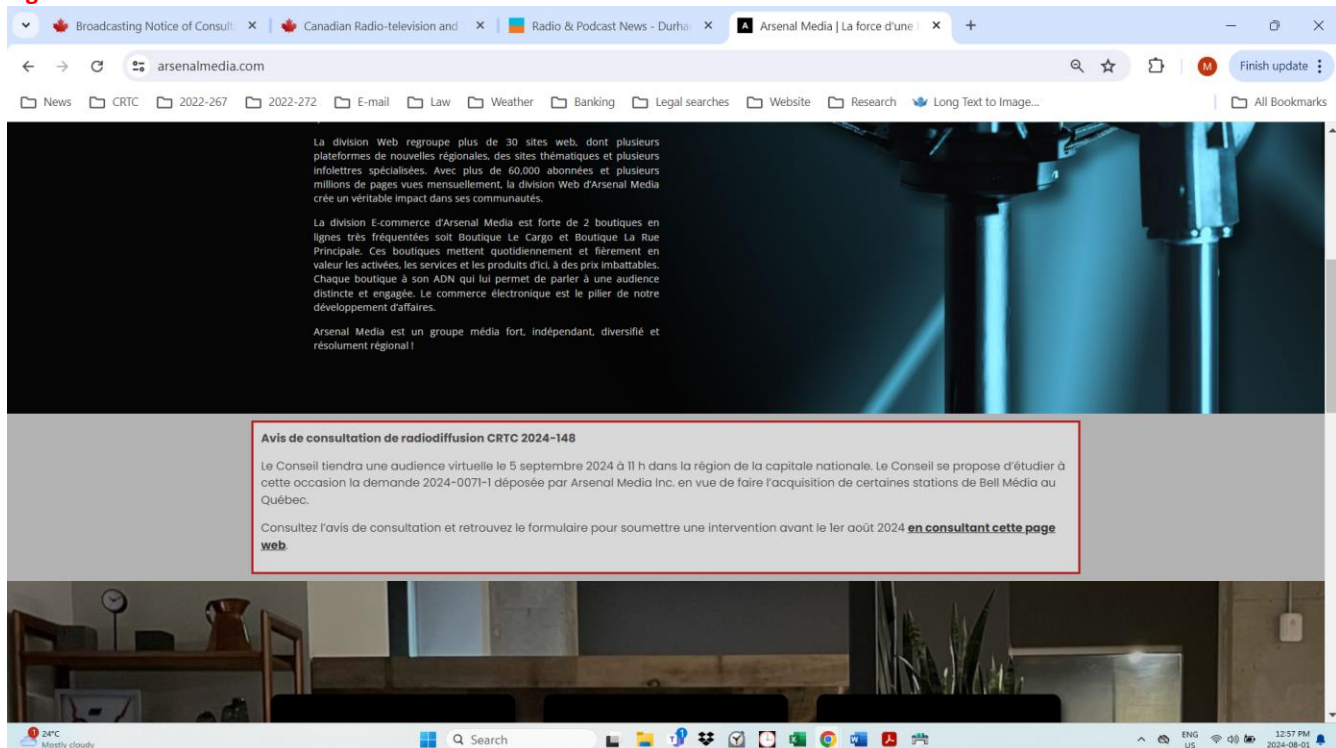 Broadcasting Notice of Consult
Canadian Radio-television and
Radio & Podcast News - Durha
Arsenal Media | La force d'une
arsenalmedia.com
M
Finish update
News
CRTC
2022-267
2022-272
E-mail
Law
Weather
Banking
Legal searches
Website
Research
Long Text to Image...
All Bookmarks
La division Web regroupe plus de 30 sites web, dont plusieurs
plateformes de nouvelles régionales, des sites thématiques et plusieurs
infolettres spécialisées. Avec plus de 60,000 abonnées et plusieurs
millions de pages vues mensuellement, la division Web d'Arsenal Media
crée un véritable impact dans ses communautés.
La division E-commerce d'Arsenal Media est forte de 2 boutiques en
lignes très fréquentées soit Boutique Le Cargo et Boutique La Rue
Principale. Ces boutiques mettent quotidiennement et fièrement en
valeur les activées, les services et les produits d'ici, à des prix imbattables.
Chaque boutique à son ADN qui lui permet de parler à une audience
distincte et engagée. Le commerce électronique est le pilier de notre
développement d'affaires.
Arsenal Media est un groupe média fort, indépendant, diversifié et
résolument régional !
Avis de consultation de radiodiffusion CRTC 2024-148
Le Conseil tiendra une audience virtuelle le 5 septembre 2024 à 11 h dans la région de la capitale nationale. Le Conseil se propose d'étudier à
cette occasion la demande 2024-0071-1 déposée par Arsenal Media Inc. en vue de faire l'acquisition de certaines stations de Bell Média au
Québec.
Consultez l'avis de consultation et retrouvez le formulaire pour soumettre une intervention avant le 1er août 2024 en consultant cette page
web.
1
24°C
Mostly cloudy
Search
ENG
US
12:57 PM
2024-08-01